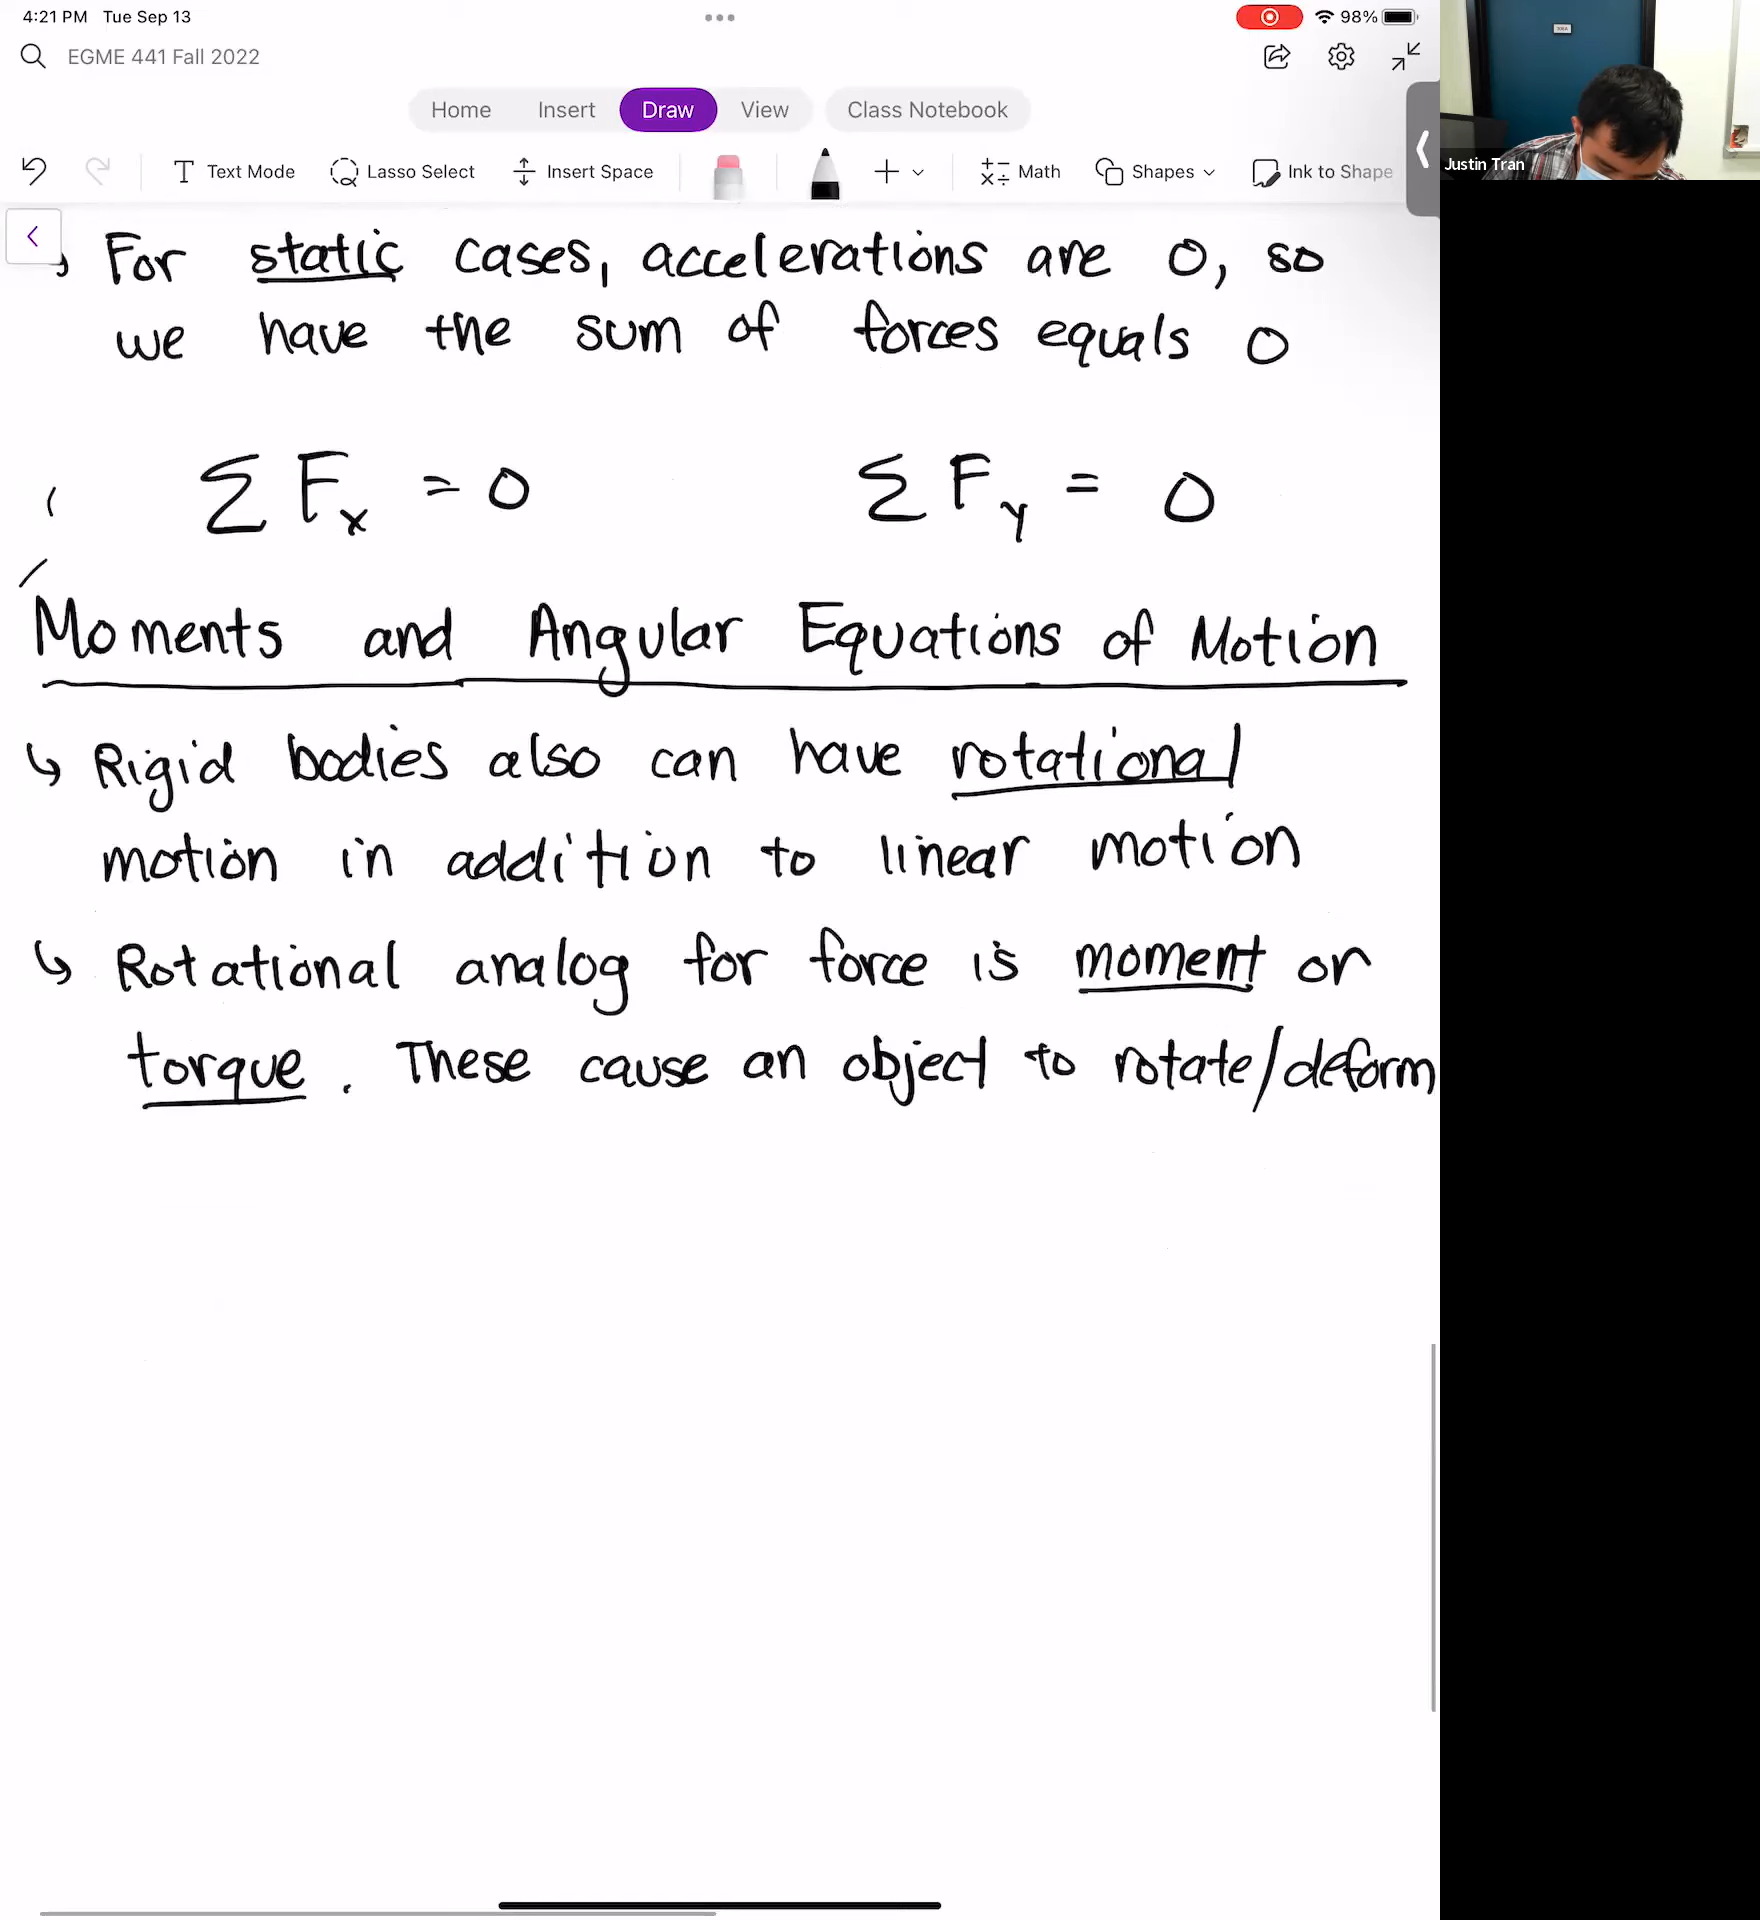 4:21 PM Tue Sep 13
98%
EGME 441 Fall 2022
Home Insert Draw View Class Notebook
Text Mode Lasso Select Insert Space Math Shapes Ink to Shape
Justin Tran
For static cases, accelerations are 0, so
we have the sum of forces equals 0
Σ Fx = 0 Σ Fy = 0
Moments and Angular Equations of Motion
↳ Rigid bodies also can have rotational
motion in addition to linear motion
↳ Rotational analog for force is moment or
torque. These cause an object to rotate/deform